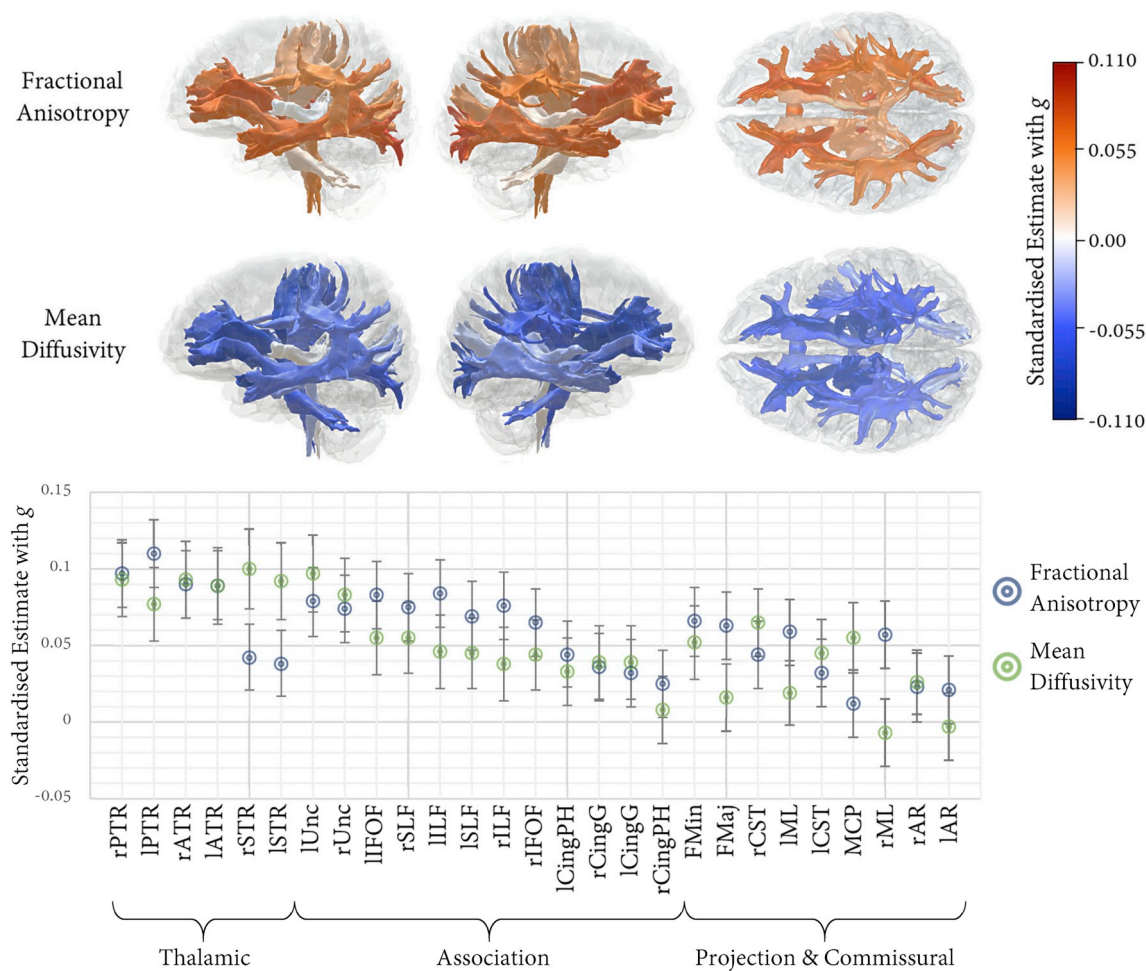 Fractional
Anisotropy
Mean
Diffusivity
Standardised Estimate with g
0.110
0.055
0.00
-0.055
-0.110
Standardised Estimate with g
0.15
0.1
0.05
0
-0.05
rPTR
lPTR
rATR
lATR
rSTR
lSTR
lUnc
rUnc
lIFOF
rSLF
lILF
lSLF
rILF
rIFOF
lCingPH
rCingG
lCingG
rCingPH
FMin
FMaj
rCST
lML
lCST
MCP
rML
rAR
lAR
Thalamic
Association
Projection & Commissural
Fractional
Anisotropy
Mean
Diffusivity